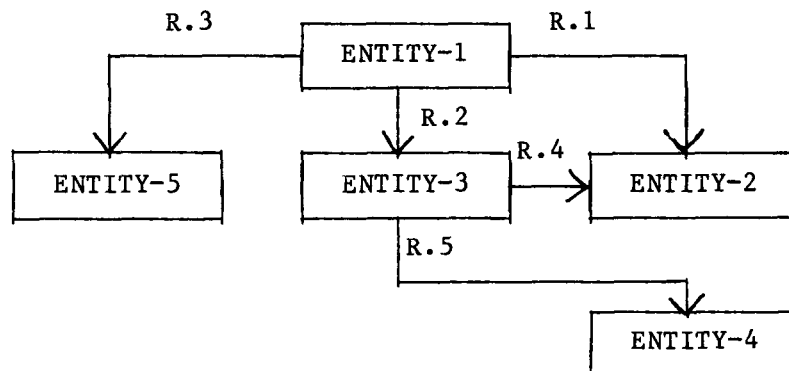 R.3
ENTITY-1
R.1
R.2
R.4
ENTITY-5
ENTITY-3
ENTITY-2
R.5
ENTITY-4